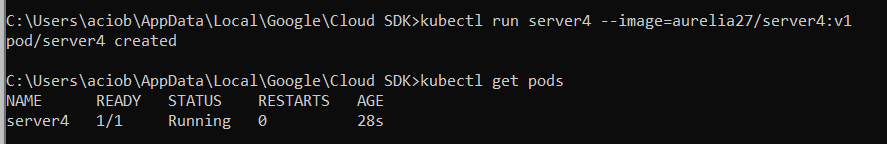 C:\Users\aciob\AppData\Local\Google\Cloud SDK>kubectl run server4 --image=aurelia27/server4:v1
pod/server4 created
C:\Users\aciob\AppData\Local\Google\Cloud SDK>kubectl get pods
NAME READY STATUS RESTARTS AGE
server4 1/1 Running 0 28s